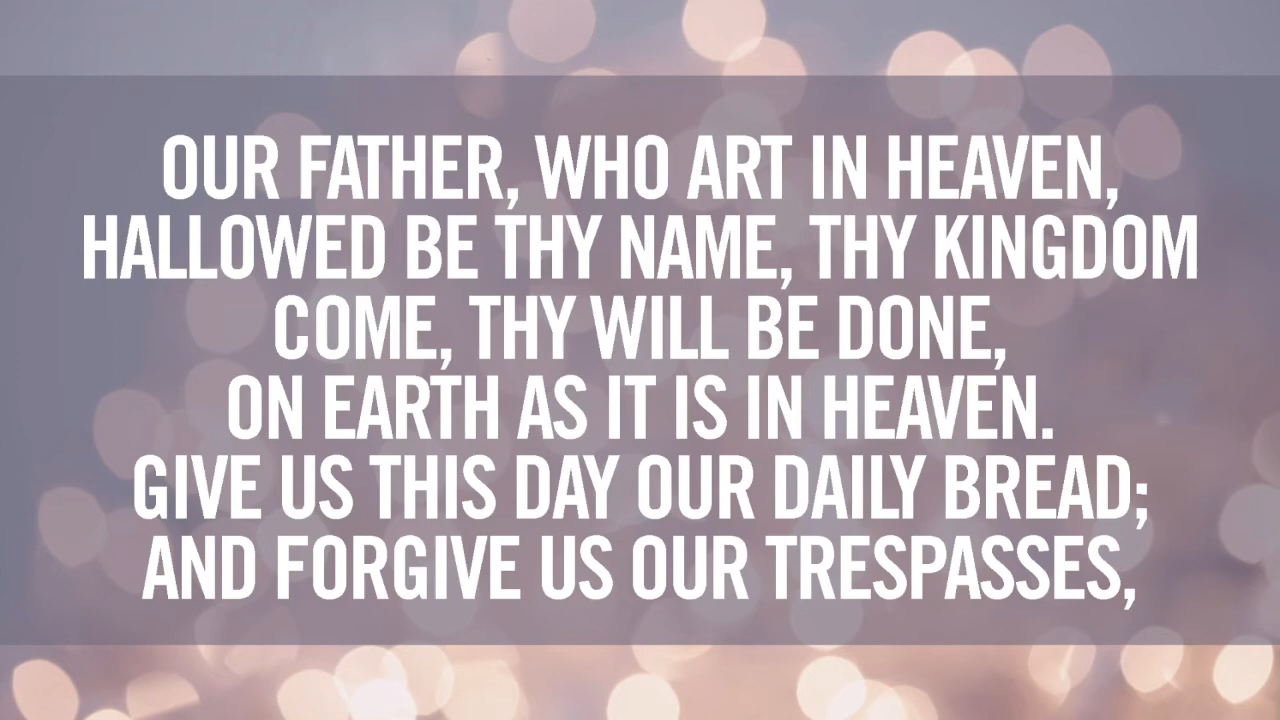 OUR FATHER, WHO ART IN HEAVEN,
HALLOWED BE THY NAME, THY KINGDOM
COME, THY WILL BE DONE,
ON EARTH AS IT IS IN HEAVEN.
GIVE US THIS DAY OUR DAILY BREAD;
AND FORGIVE US OUR TRESPASSES,